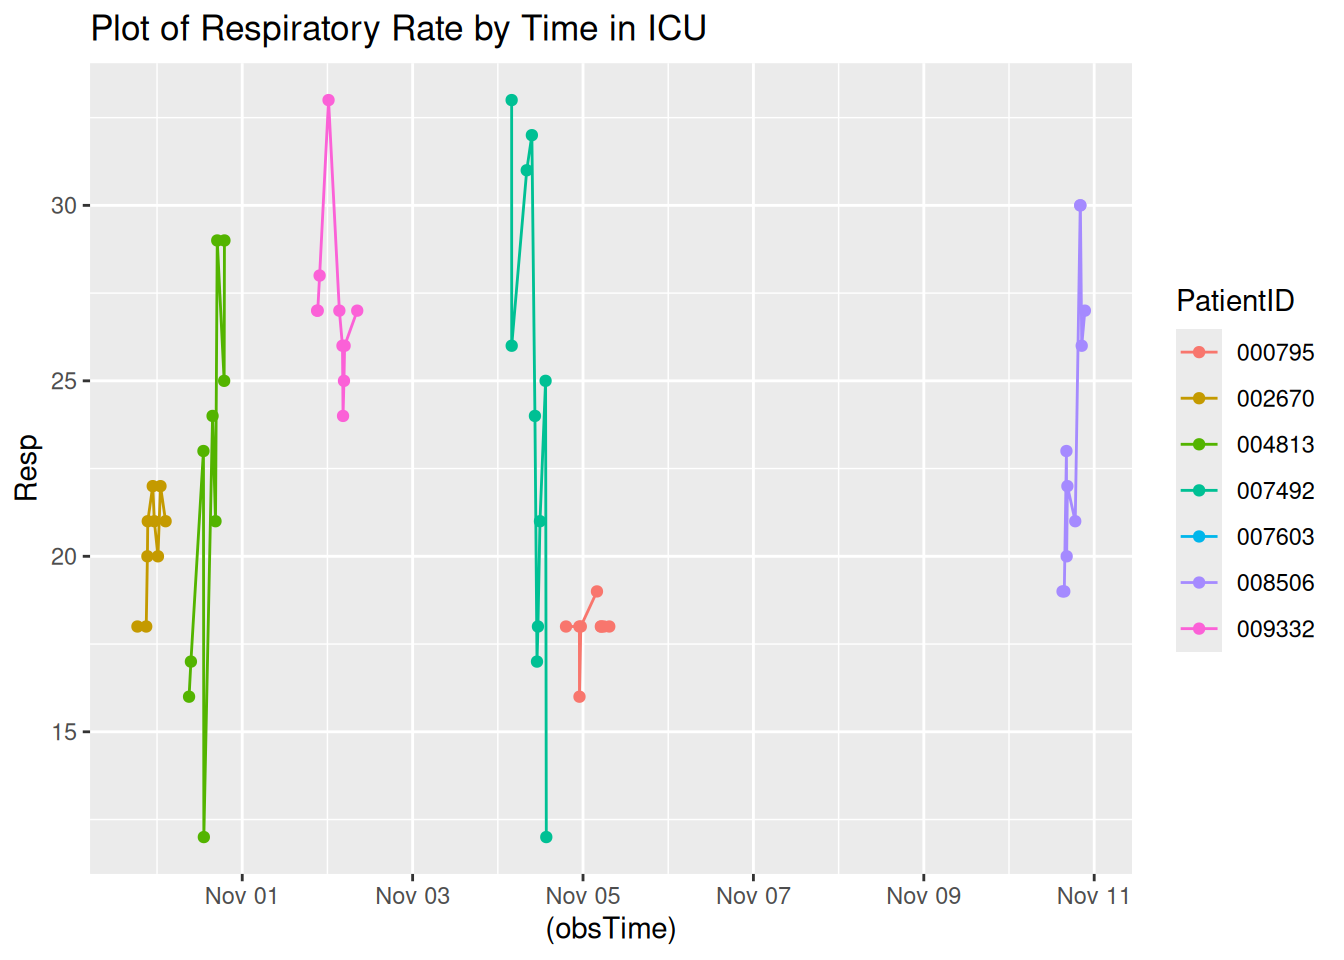 Plot of Respiratory Rate by Time in ICU
Resp
30
25
20
15
Nov 01
Nov 03
Nov 05
Nov 07
Nov 09
Nov 11
(obsTime)
PatientID
000795
002670
004813
007492
007603
008506
009332